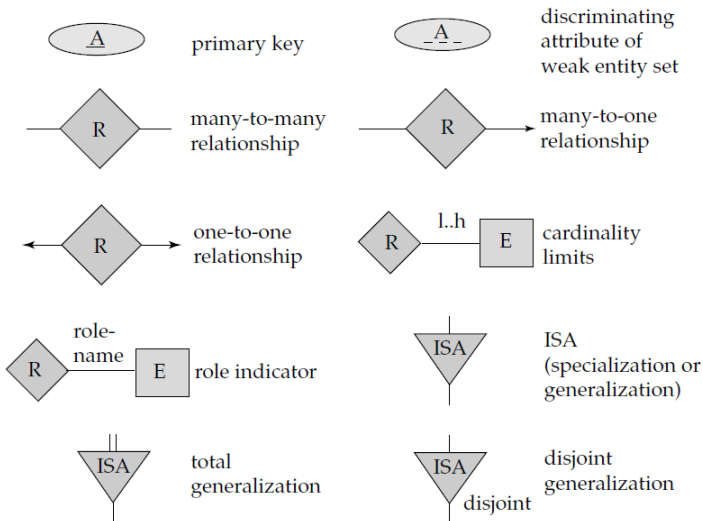 A
primary key
A
discriminating
attribute of
weak entity set
R
many-to-many
relationship
R
many-to-one
relationship
R
one-to-one
relationship
R
l..h
E
cardinality
limits
R
role-
name
E
role indicator
ISA
ISA
(specialization or
generalization)
ISA
total
generalization
ISA
disjoint
disjoint
generalization